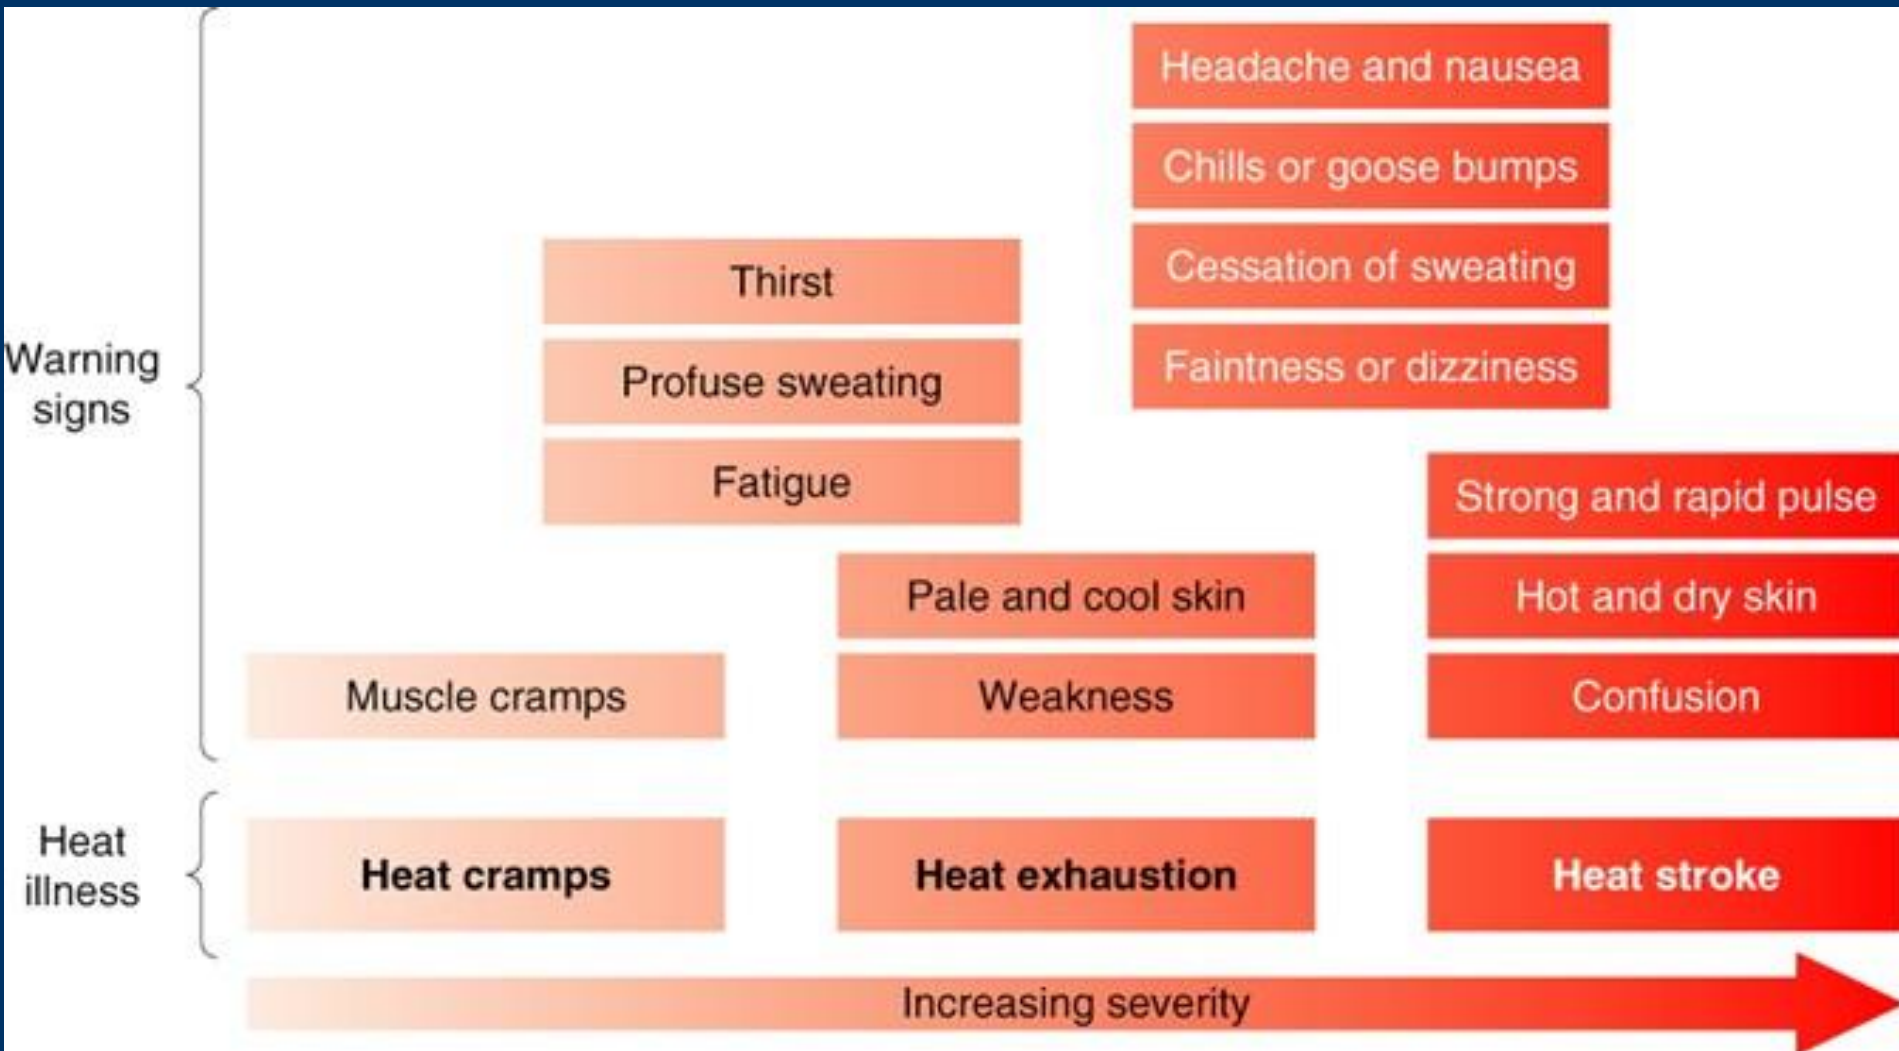 Headache and nausea
Chills or goose bumps
Cessation of sweating
Faintness or dizziness
Thirst
Profuse sweating
Fatigue
Warning
signs
Strong and rapid pulse
Hot and dry skin
Confusion
Pale and cool skin
Weakness
Muscle cramps
Heat
illness
Heat cramps
Heat exhaustion
Heat stroke
Increasing severity